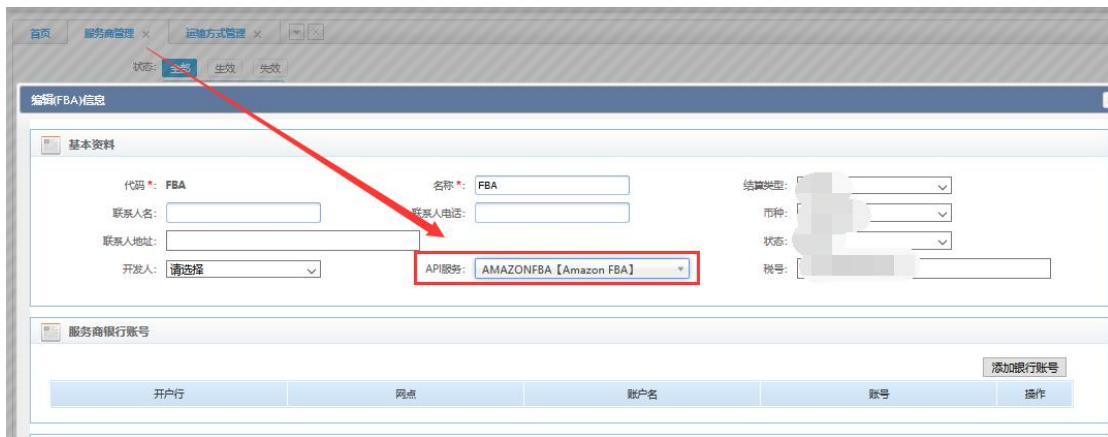 首页 服务商管理 × 运输方式管理 ×
状态: 全部 生效 失效
编辑(FBA)信息
基本资料
代码 *: FBA 名称 *: FBA 结算类型:
联系人名: 联系人电话: 币种:
联系人地址: 状态:
开发人: 请选择 API服务: AMAZONFBA【Amazon FBA】 税号:
服务商银行账号
添加银行账号
开户行 网点 账户名 账号 操作